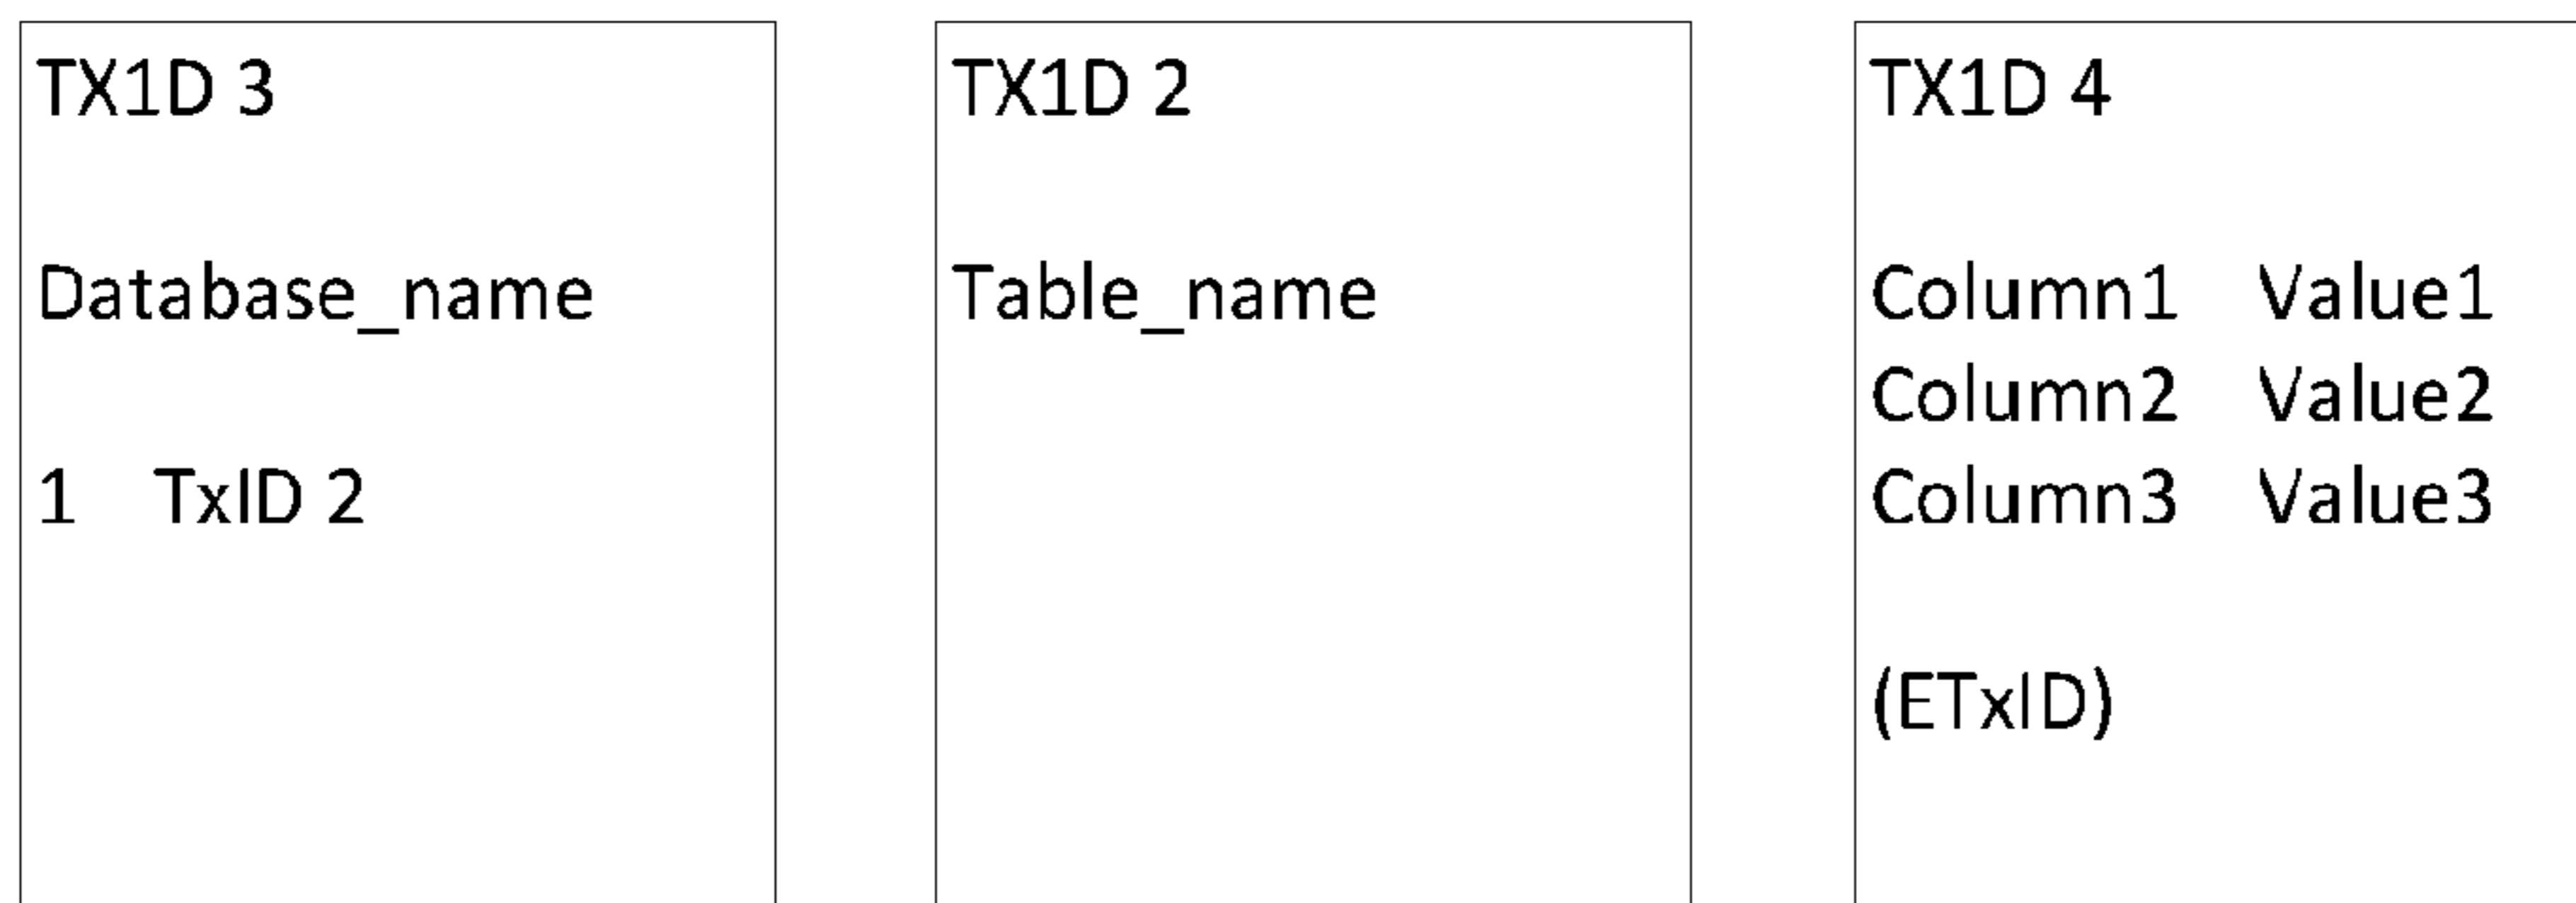 TX1D 3
Database_name
1 TxID 2
TX1D 2
Table_name
TX1D 4
Column1 Value1
Column2 Value2
Column3 Value3
(ETxID)